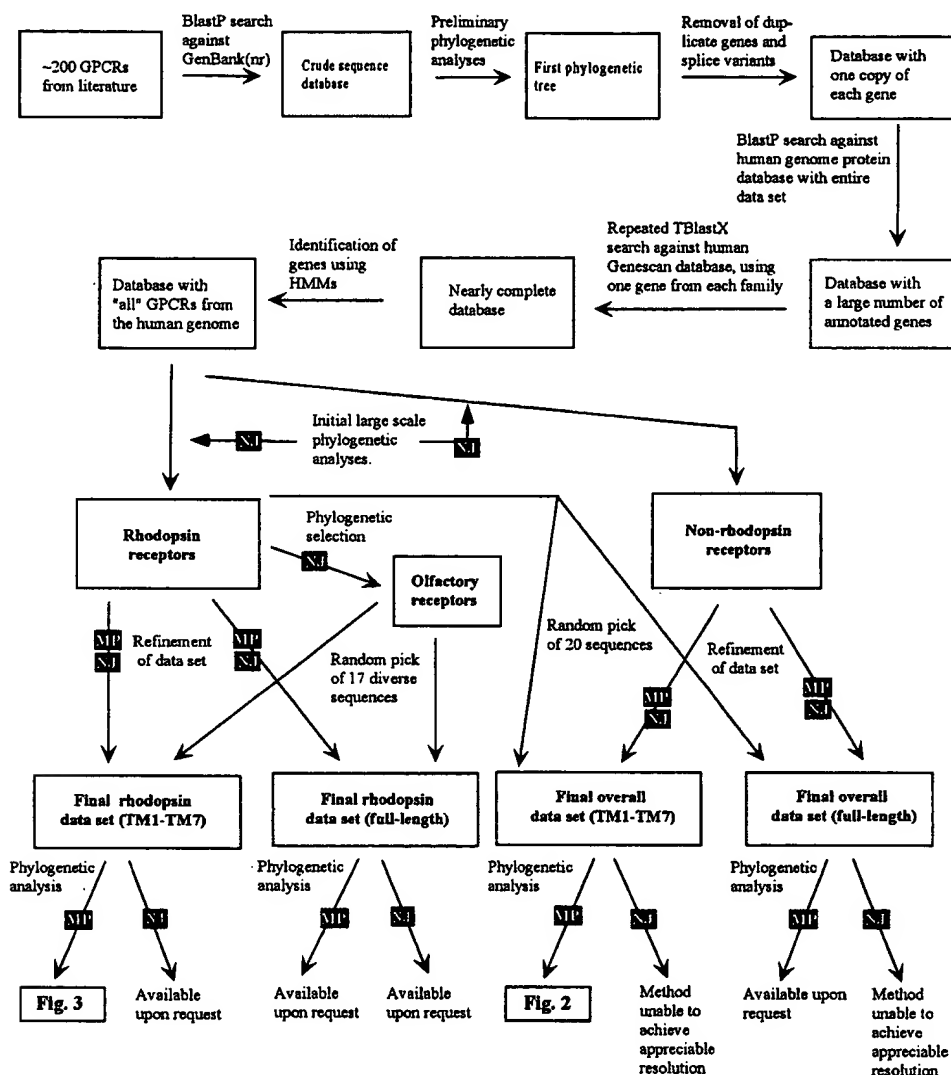 BlastP search
against
GenBank(nr)
Preliminary
phylogenetic
analyses
Removal of dup-
licate genes and
splice variants
~200 GPCRs
from literature
Crude sequence
database
First phylogenetic
tree
Database with
one copy of
each gene
BlastP search against
human genome protein
database with entire
data set
Identification of
genes using
HMMs
Repeated TBlastX
search against human
Genescan database, using
one gene from each family
Database with
"all" GPCRs from
the human genome
Nearly complete
database
Database with
a large number of
annotated genes
Initial large scale
phylogenetic
analyses.
NJ
NJ
Rhodopsin
receptors
Phylogenetic
selection
NJ
Non-rhodopsin
receptors
Olfactory
receptors
MP
NJ
Refinement
of data set
MP
NJ
Random pick
of 17 diverse
sequences
Random pick
of 20 sequences
Refinement
of data set
MP
NJ
MP
NJ
Final rhodopsin
data set (TM1-TM7)
Final rhodopsin
data set (full-length)
Final overall
data set (TM1-TM7)
Final overall
data set (full-length)
Phylogenetic
analysis
MP
NJ
Phylogenetic
analysis
MP
NJ
Phylogenetic
analysis
MP
NJ
Phylogenetic
analysis
MP
NJ
Fig. 3
Available
upon request
Available
upon request
Available
upon request
Fig. 2
Method
unable to
achieve
appreciable
resolution
Available upon
request
Method
unable to
achieve
appreciable
resolution